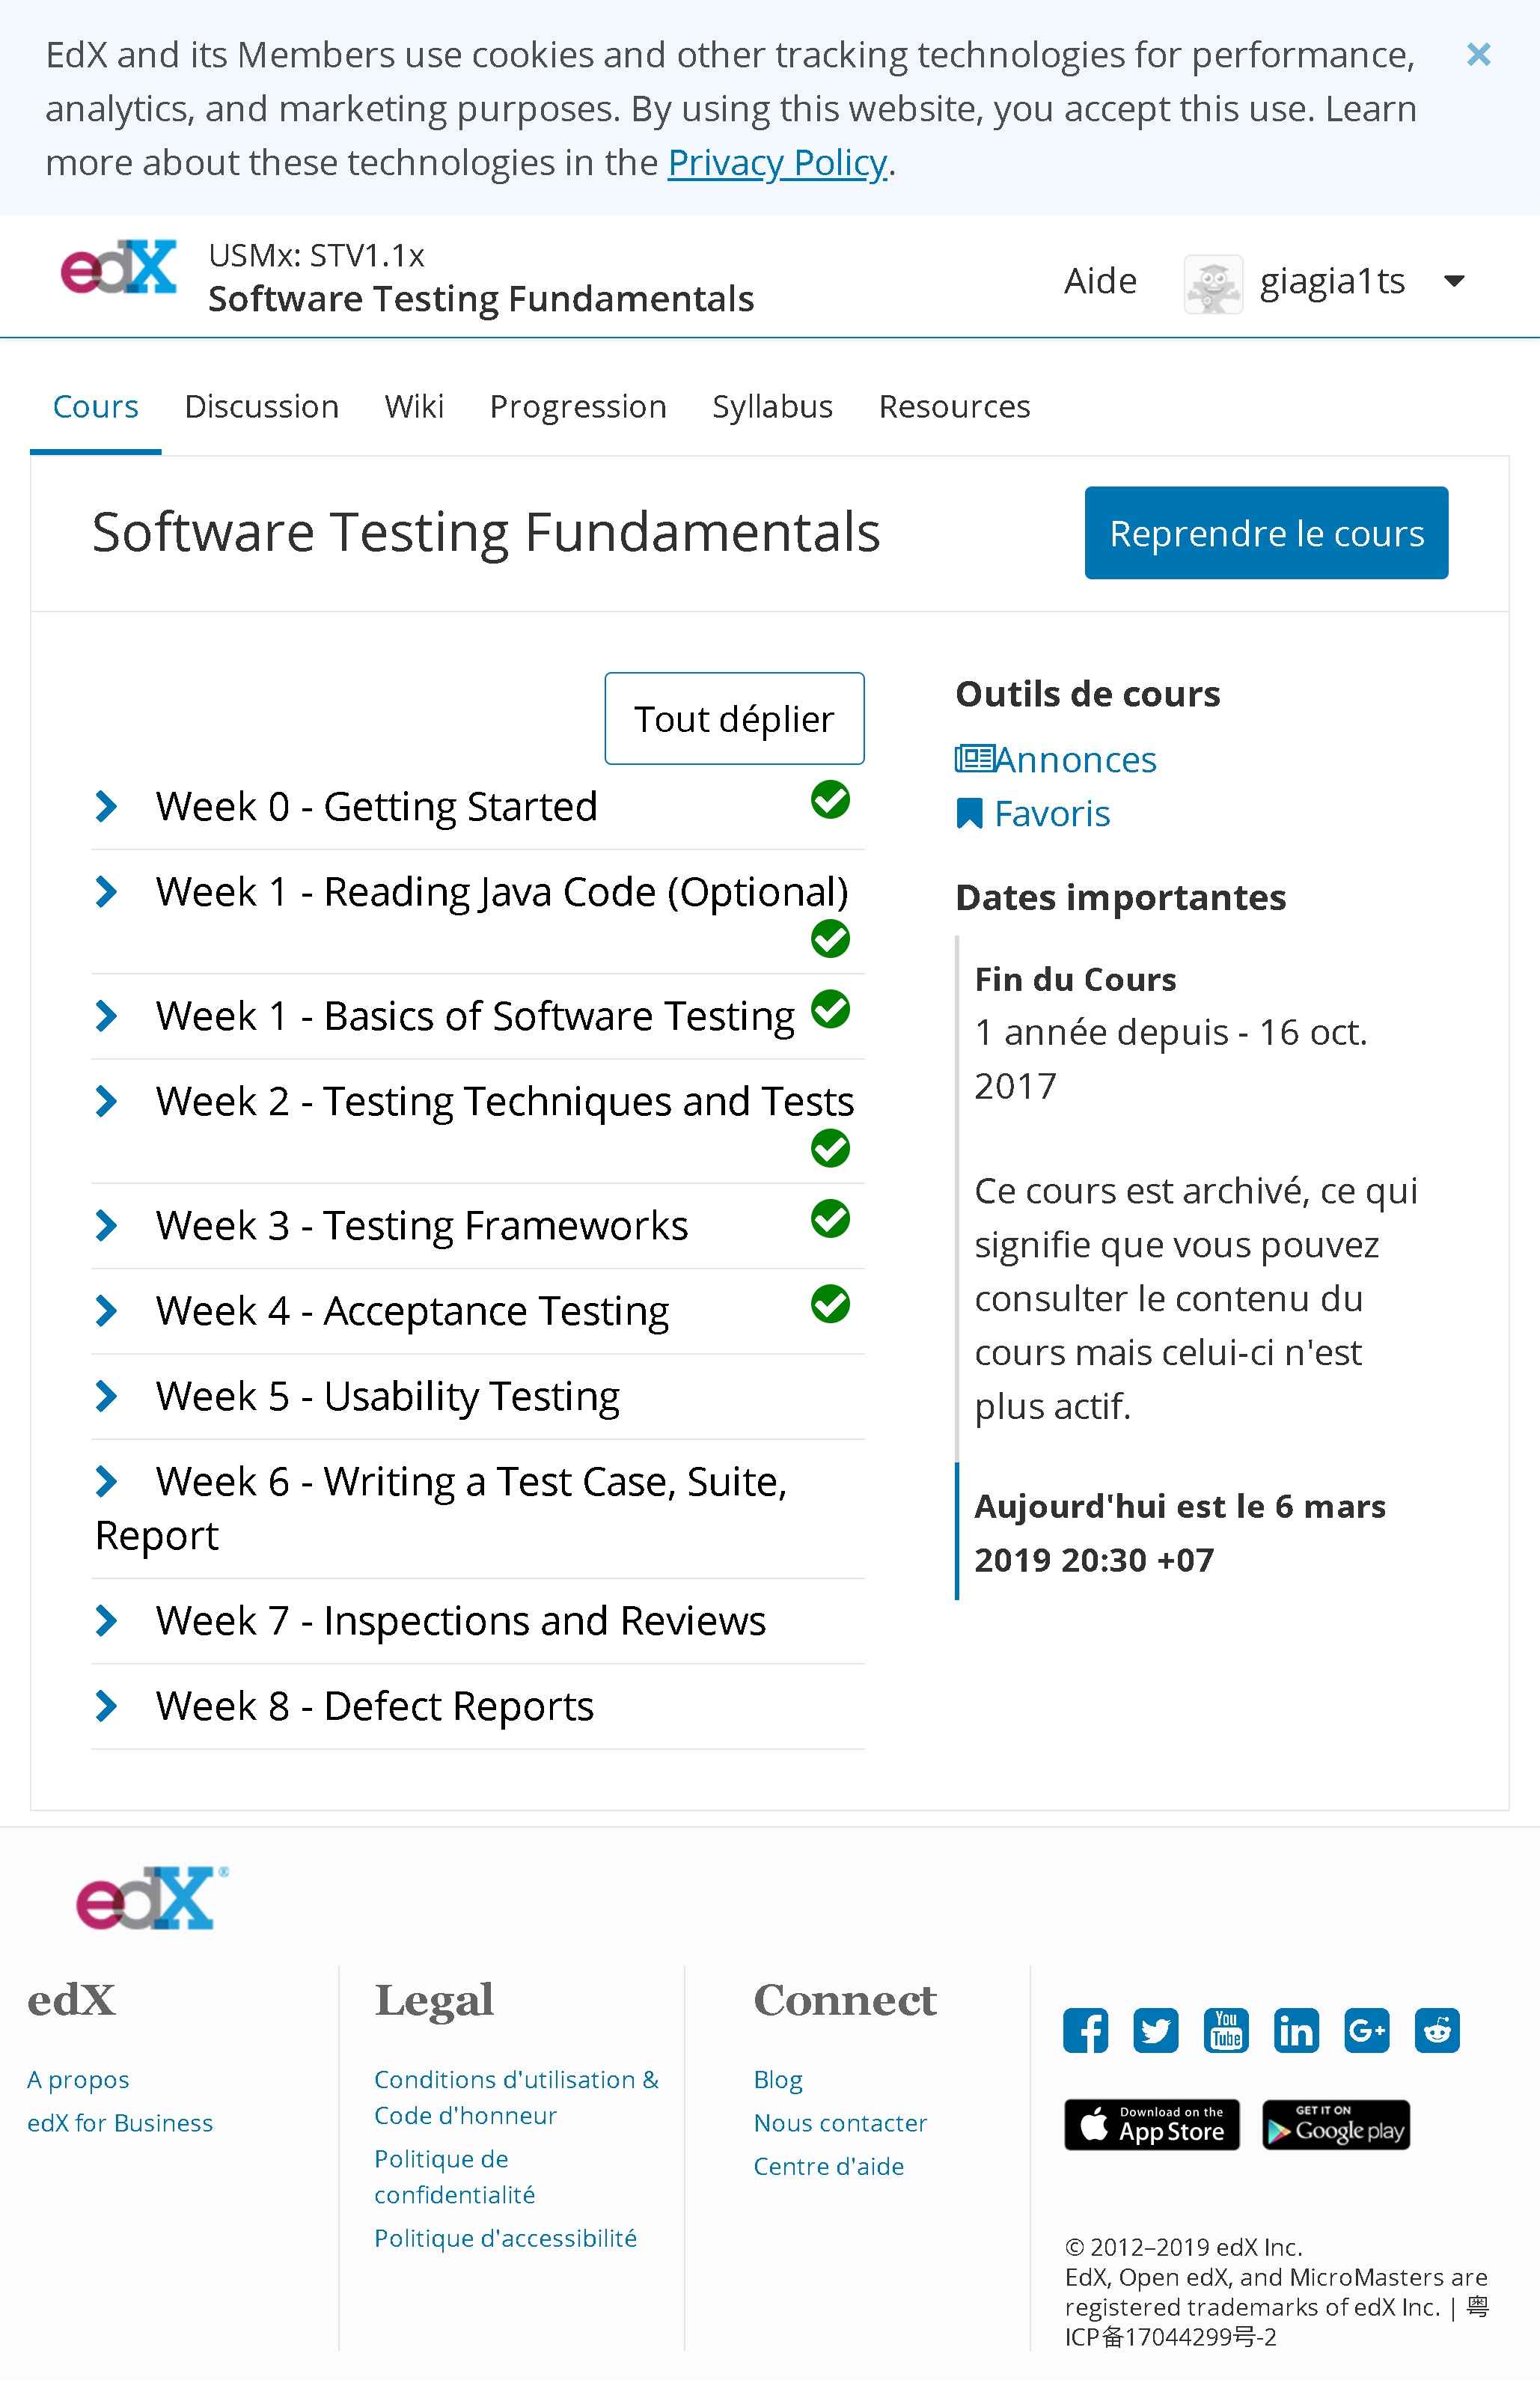 EdX and its Members use cookies and other tracking technologies for performance,
analytics, and marketing purposes. By using this website, you accept this use. Learn
more about these technologies in the Privacy Policy.
edX
USMx: STV1.1x
Software Testing Fundamentals
Aide
giagia1ts
Cours
Discussion
Wiki
Progression
Syllabus
Resources
Software Testing Fundamentals
Reprendre le cours
Tout déplier
Week 0 - Getting Started
Week 1 - Reading Java Code (Optional)
Week 1 - Basics of Software Testing
Week 2 - Testing Techniques and Tests
Week 3 - Testing Frameworks
Week 4 - Acceptance Testing
Week 5 - Usability Testing
Week 6 - Writing a Test Case, Suite,
Report
Week 7 - Inspections and Reviews
Week 8 - Defect Reports
Outils de cours
Annonces
Favoris
Dates importantes
Fin du Cours
1 année depuis - 16 oct.
2017
Ce cours est archivé, ce qui
signifie que vous pouvez
consulter le contenu du
cours mais celui-ci n'est
plus actif.
Aujourd'hui est le 6 mars
2019 20:30 +07
edX®
edX
A propos
edX for Business
Legal
Conditions d'utilisation &
Code d'honneur
Politique de
confidentialité
Politique d'accessibilité
Connect
Blog
Nous contacter
Centre d'aide
You
Tube
in
G+
Download on the
App Store
GET IT ON
Google play
© 2012–2019 edX Inc.
EdX, Open edX, and MicroMasters are
registered trademarks of edX Inc. | 粤
ICP备17044299号-2